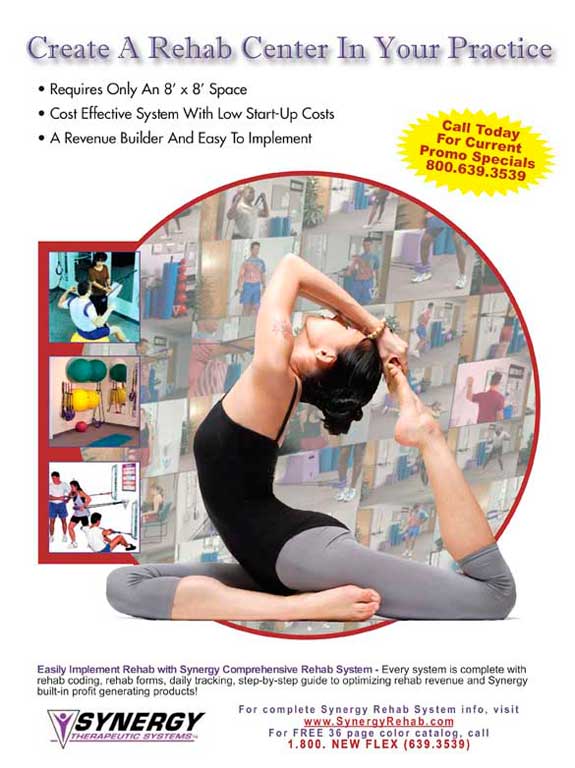 Create A Rehab Center In Your Practice
• Requires Only An 8’ x 8’ Space
• Cost Effective System With Low Start-Up Costs
• A Revenue Builder And Easy To Implement
Call Today
For Current
Promo Specials
800.639.3539
Easily Implement Rehab with Synergy Comprehensive Rehab System - Every system is complete with
rehab coding, rehab forms, daily tracking, step-by-step guide to optimizing rehab revenue and Synergy
built-in profit generating products!
SYNERGY
THERAPEUTIC SYSTEMS
For complete Synergy Rehab System info, visit
www.SynergyRehab.com
For FREE 36 page color catalog, call
1.800. NEW FLEX (639.3539)